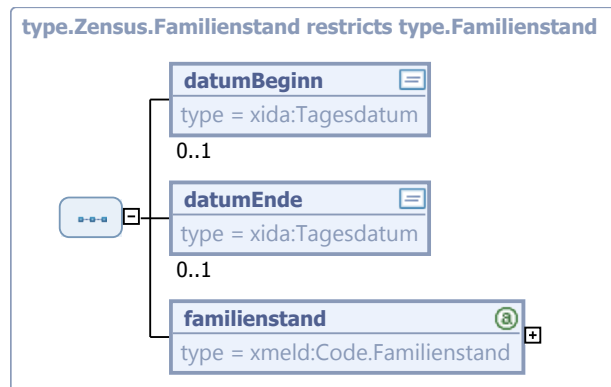 type.Zensus.Familienstand restricts type.Familienstand
datumBeginn
type = xida:Tagesdatum
0..1
datumEnde
type = xida:Tagesdatum
0..1
familienstand
a
type = xmeld:Code.Familienstand